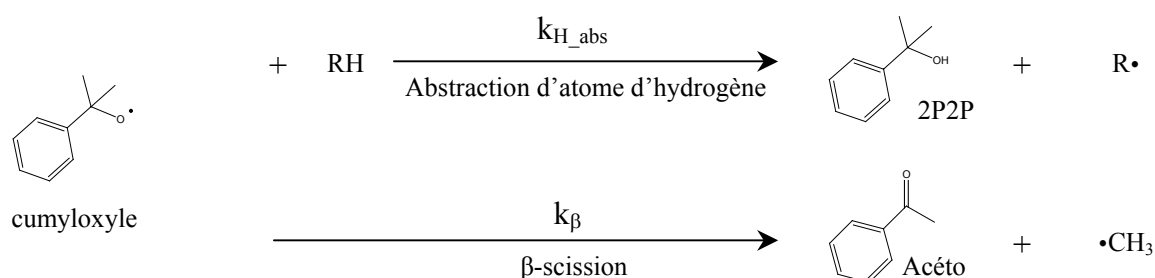 k_H_abs
+ RH
Abstraction d’atome d’hydrogène
O •
cumyloxyle
OH
2P2P
+ R•
k_β
β-scission
O
Acéto
+ •CH₃